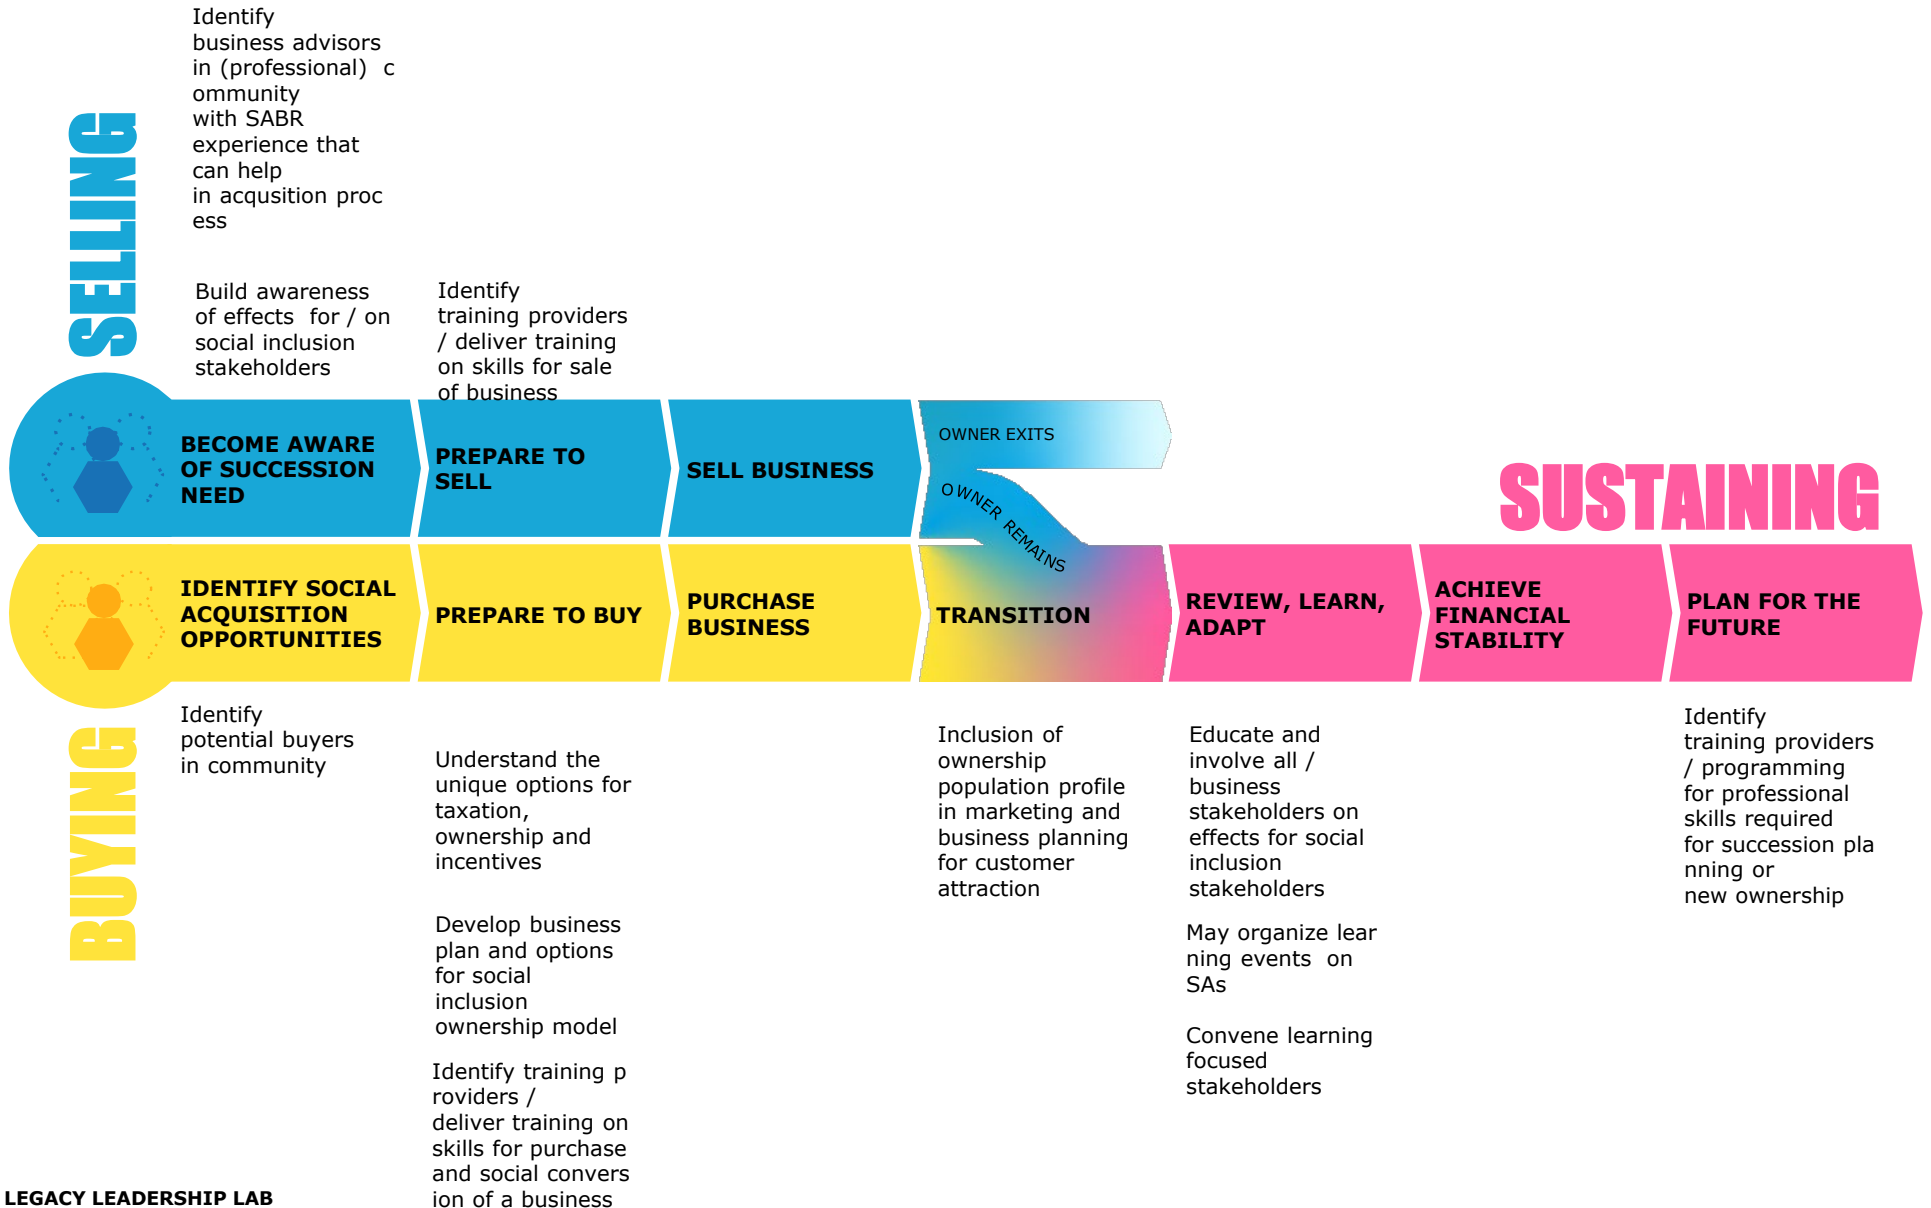 Identify
business advisors
in (professional)  c
ommunity
with SABR
experience that
can help
in acqusition proc
ess
SELLING
Build awareness
of effects  for / on
social inclusion
stakeholders
Identify
training providers
/ deliver training
on skills for sale
of business
BECOME AWARE
OF SUCCESSION
NEED
PREPARE TO
SELL
SELL BUSINESS
OWNER EXITS
OWNER REMAINS
SUSTAINING
IDENTIFY SOCIAL
ACQUISITION
OPPORTUNITIES
PREPARE TO BUY
PURCHASE
BUSINESS
TRANSITION
REVIEW, LEARN,
ADAPT
ACHIEVE
FINANCIAL
STABILITY
PLAN FOR THE
FUTURE
BUYING
Identify
potential buyers
in community
Understand the
unique options for
taxation,
ownership and
incentives
Develop business
plan and options
for social
inclusion
ownership model
Identify training p
roviders /
deliver training on
skills for purchase
and social convers
ion of a business
Inclusion of
ownership
population profile
in marketing and
business planning
for customer
attraction
Educate and
involve all /
business
stakeholders on
effects for social
inclusion
stakeholders
May organize lear
ning events  on
SAs
Convene learning
focused
stakeholders
Identify
training providers
/ programming
for professional
skills required
for succession pla
nning or
new ownership
LEGACY LEADERSHIP LAB